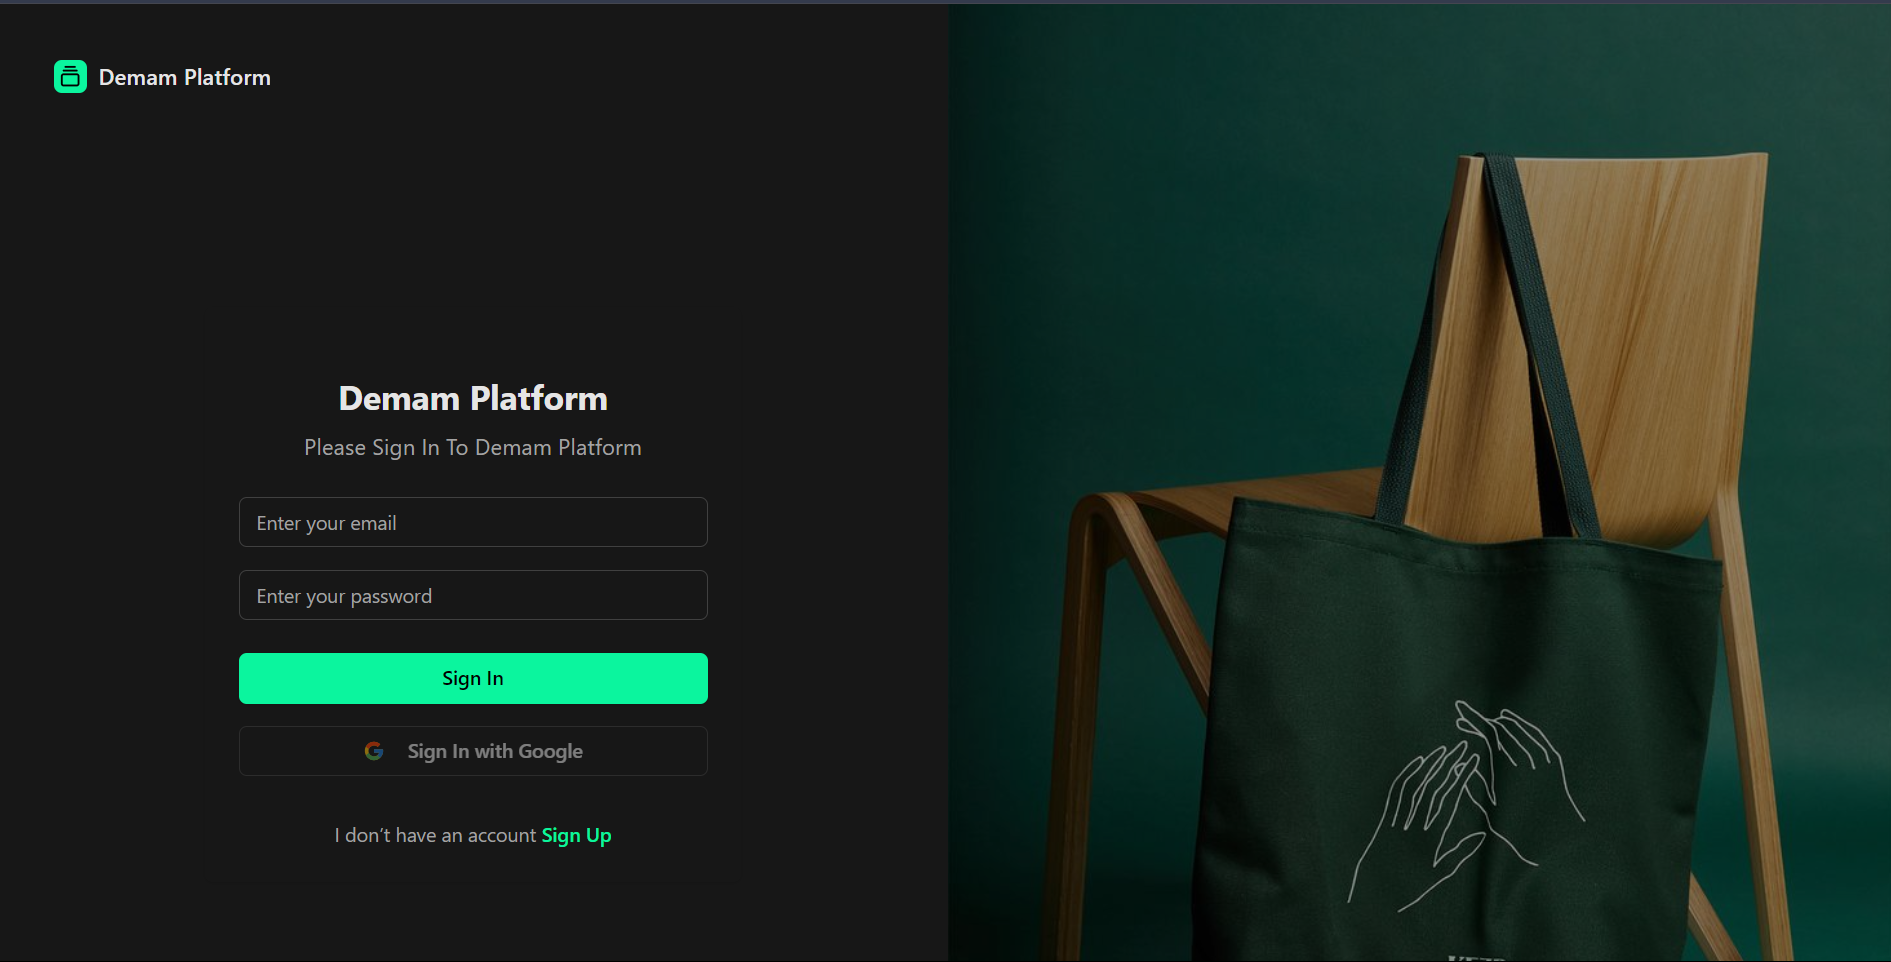 Demam Platform
Demam Platform
Please Sign In To Demam Platform
Enter your email
Enter your password
Sign In
Sign In with Google
I don’t have an account Sign Up